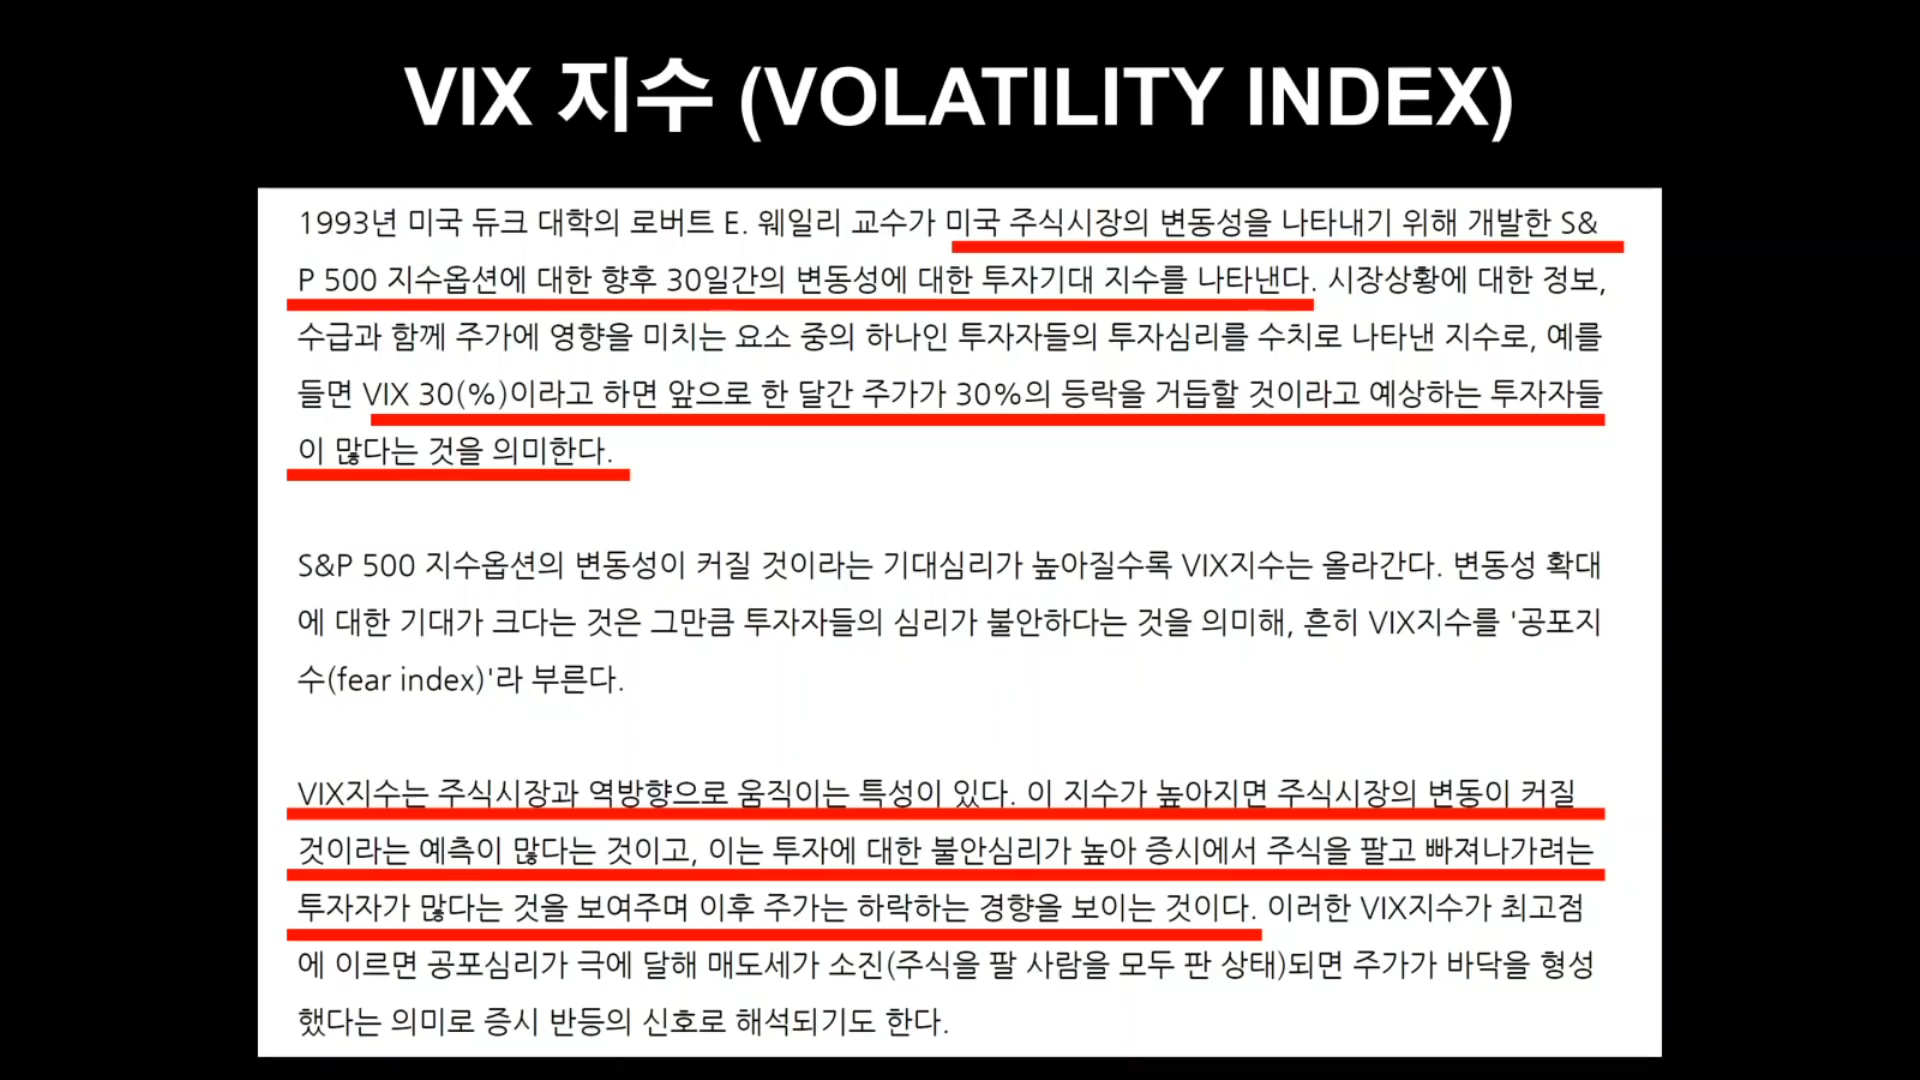 VIX 지수 (VOLATILITY INDEX)
1993년 미국 듀크 대학의 로버트 E. 웨일리 교수가 미국 주식시장의 변동성을 나타내기 위해 개발한 S&
P 500 지수옵션에 대한 향후 30일간의 변동성에 대한 투자기대 지수를 나타낸다. 시장상황에 대한 정보,
수급과 함께 주가에 영향을 미치는 요소 중의 하나인 투자자들의 투자심리를 수치로 나타낸 지수로, 예를
들면 VIX 30(%)이라고 하면 앞으로 한 달간 주가가 30%의 등락을 거듭할 것이라고 예상하는 투자자들
이 많다는 것을 의미한다.
S&P 500 지수옵션의 변동성이 커질 것이라는 기대심리가 높아질수록 VIX지수는 올라간다. 변동성 확대
에 대한 기대가 크다는 것은 그만큼 투자자들의 심리가 불안하다는 것을 의미해, 흔히 VIX지수를 '공포지
수(fear index)'라 부른다.
VIX지수는 주식시장과 역방향으로 움직이는 특성이 있다. 이 지수가 높아지면 주식시장의 변동이 커질
것이라는 예측이 많다는 것이고, 이는 투자에 대한 불안심리가 높아 증시에서 주식을 팔고 빠져나가려는
투자자가 많다는 것을 보여주며 이후 주가는 하락하는 경향을 보이는 것이다. 이러한 VIX지수가 최고점
에 이르면 공포심리가 극에 달해 매도세가 소진(주식을 팔 사람을 모두 판 상태)되면 주가가 바닥을 형성
했다는 의미로 증시 반등의 신호로 해석되기도 한다.